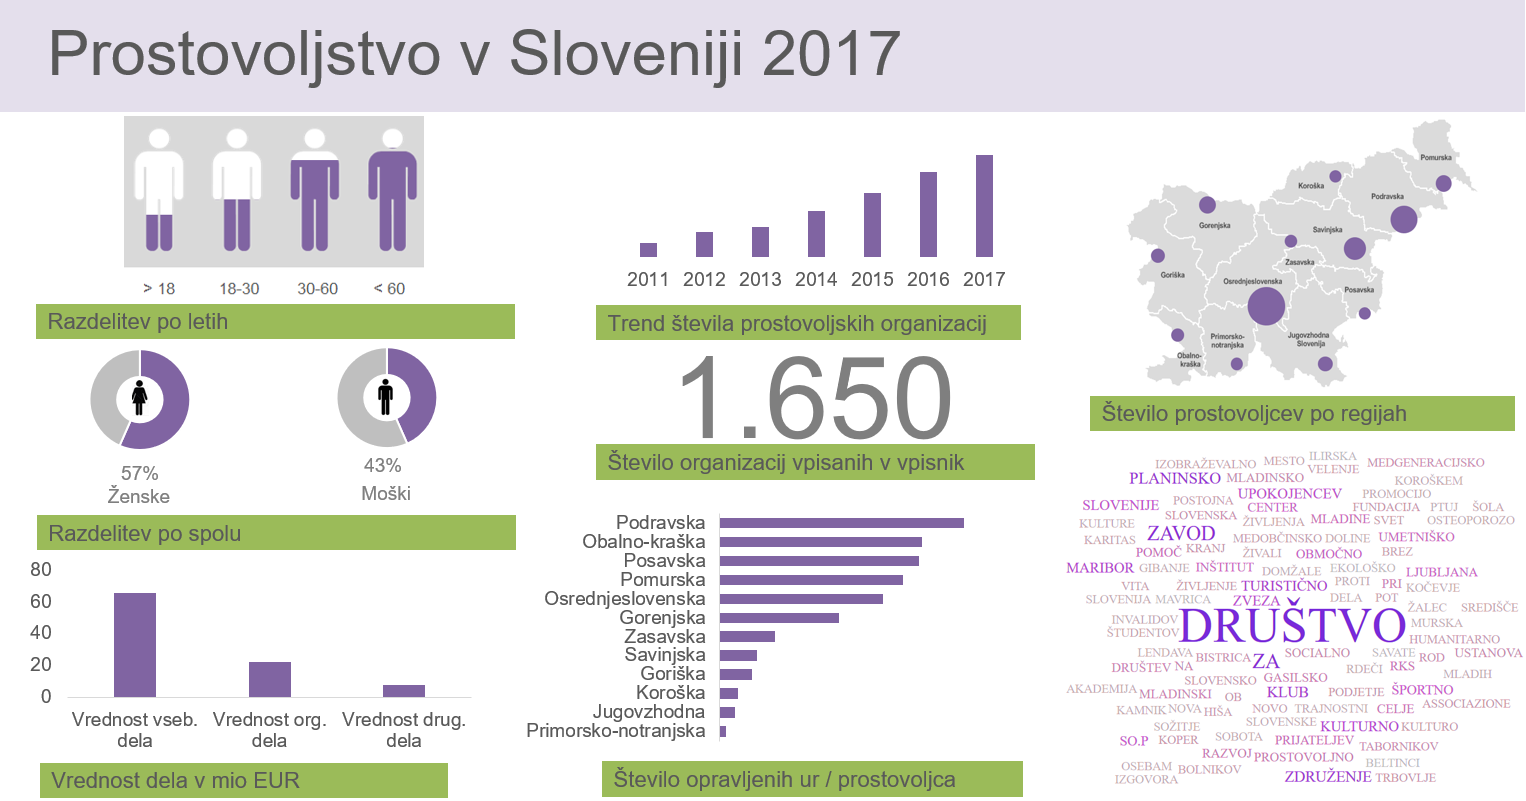 Prostovoljstvo v Sloveniji 2017
> 18 18-30 30-60 < 60
Razdelitev po letih
57%
Ženske
43%
Moški
Razdelitev po spolu
80
60
40
20
0
Vrednost vseb. dela
Vrednost org. dela
Vrednost drug. dela
Vrednost dela v mio EUR
2011 2012 2013 2014 2015 2016 2017
Trend števila prostovoljskih organizacij
1.650
Število organizacij vpisanih v vpisnik
Podravska
Obalno-kraška
Posavska
Pomurska
Osrednjeslovenska
Gorenjska
Zasavska
Savinjska
Goriška
Koroška
Jugovzhodna
Primorsko-notranjska
Število opravljenih ur / prostovoljca
Pomurska
Koroška
Podravska
Gorenjska
Savinjska
Zasavska
Goriška
Osrednjeslovenska
Posavska
Primorsko-
notranjska
Jugovzhodna
Slovenija
Obalno-
kraška
Število prostovoljcev po regijah
IZOBRAŽEVALNO MESTO ILIRSKA MEDGENERACIJSKO
PLANINSKO MLADINSKO VELENJE KOROŠKEM
SLOVENIJE POSTOJNA UPOKOJENCEV PROMOCIJO
SLOVENSKA CENTER FUNDACIJA PTUJ ŠOLA
KULTURE ZAVOD ŽIVLJENJA MLADINE SVET OSTEOPOROZO
KARITAS MEDOBČINSKO DOLINE UMETNIŠKO
POMOČ KRANJ ŽIVALI OBMOČNO BREZ
MARIBOR GIBANJE INŠTITUT DOMŽALE EKOLOŠKO LJUBLJANA
VITA ŽIVLJENJE TURISTIČNO PROTI PRI KOČEVJE
SLOVENIJA MAVRICA ZVEZA DELA POT ŽALEC SREDIŠČE
INVALIDOV DRUŠTVO MURSKA
ŠTUDENTOV HUMANITARNO
LENDAVA BISTRICA ZA SOCIALNO SAVATE ROD USTANOVA
DRUŠTEV NA RDEČI RKS MLADIH
SLOVENSKO GASILSKO
AKADEMIJA MLADINSKI OB KLUB PODJETJE ŠPORTNO ASSOCIAZIONE
KAMNIK NOVA HIŠA NOVO TRAJNOSTNI CELJE
SOŽITJE SLOVENSKE KULTURNO KULTURO
SO.P KOPER SOBOTA PRIJATELJEV TABORNIKOV
RAZVOJ PROSTOVOLJNO BELTINCI
OSEBAM BOLNIKOV ZDRUŽENJE TRBOVLJE
IZGOVORA